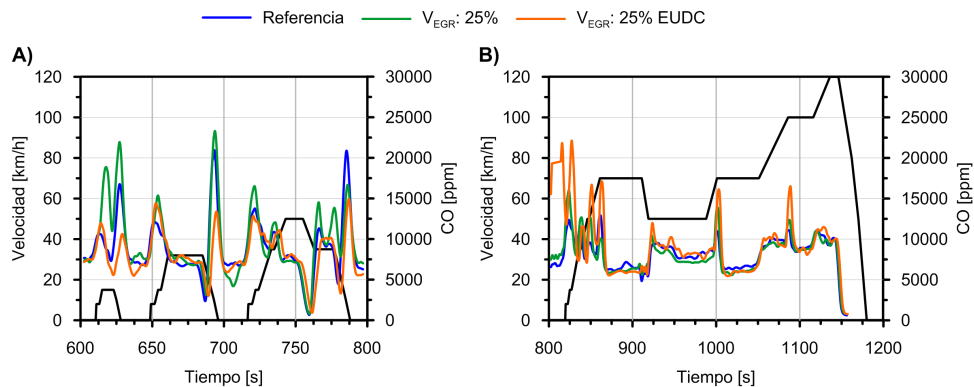 Referencia V_EGR: 25% V_EGR: 25% EUDC
A) B)
120 30000 120 30000
100 25000 100 25000
80 20000 80 20000
60 15000 60 15000
40 10000 40 10000
20 5000 20 5000
0 0 0 0
Velocidad [km/h] CO [ppm] Velocidad [km/h] CO [ppm]
600 650 700 750 800 800 900 1000 1100 1200
Tiempo [s] Tiempo [s]